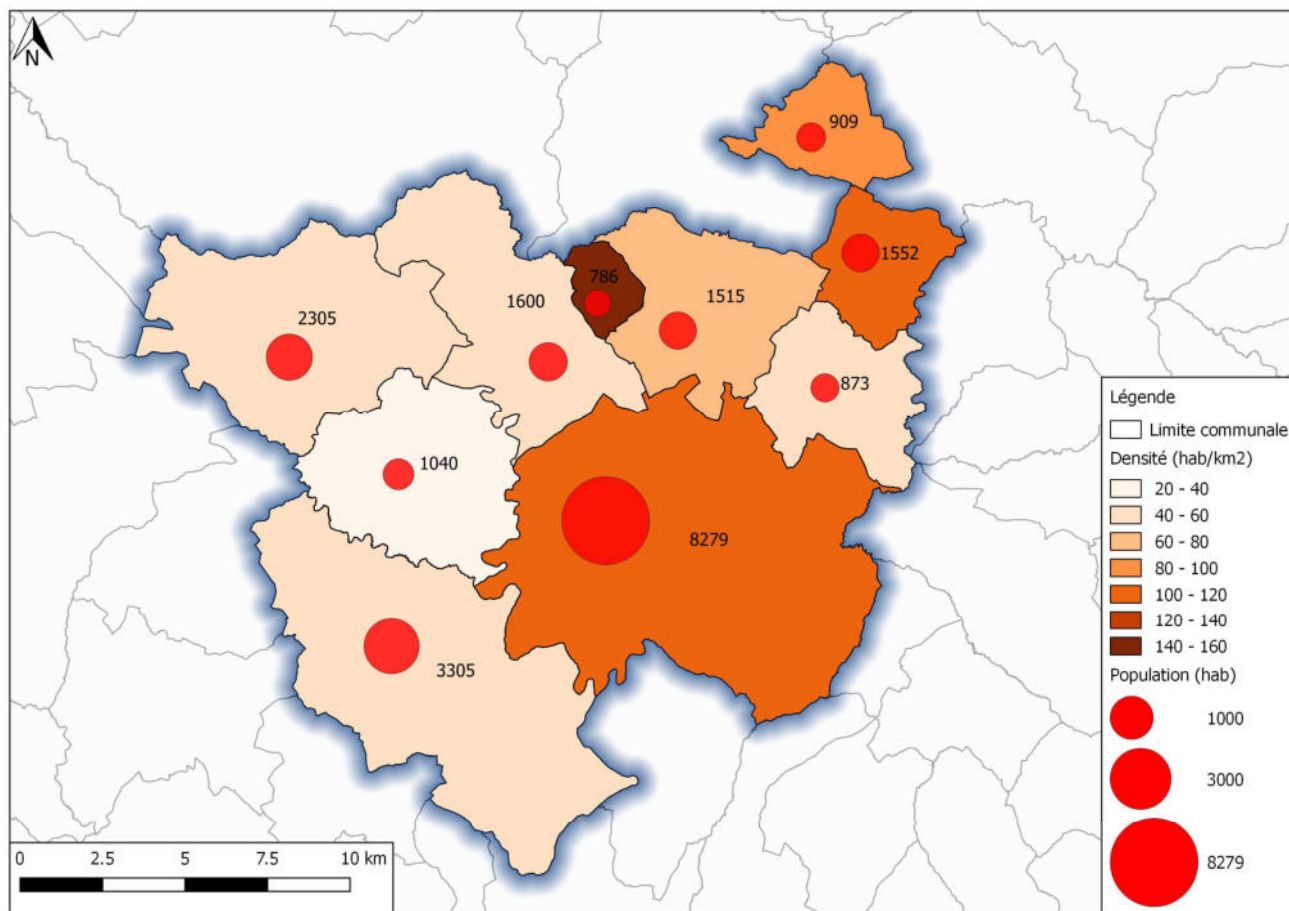 N
909
1552
786
1600
1515
2305
873
1040
8279
3305
Légende
Limite communale
Densité (hab/km2)
20 - 40
40 - 60
60 - 80
80 - 100
100 - 120
120 - 140
140 - 160
Population (hab)
1000
3000
8279
0 2.5 5 7.5 10 km